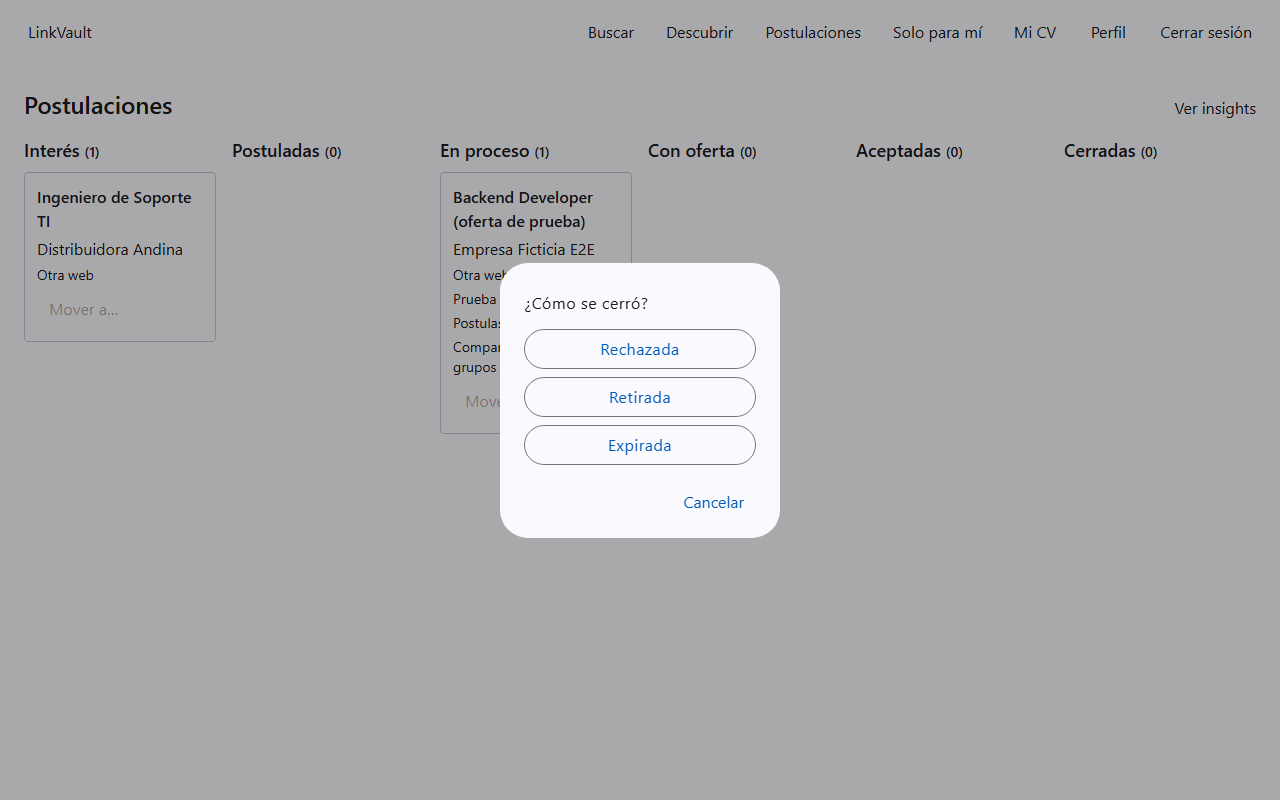 LinkVault
Buscar
Descubrir
Postulaciones
Solo para mí
Mi CV
Perfil
Cerrar sesión
Postulaciones
Ver insights
Interés (1)
Postuladas (0)
En proceso (1)
Con oferta (0)
Aceptadas (0)
Cerradas (0)
Ingeniero de Soporte
TI
Distribuidora Andina
Otra web
Mover a...
Backend Developer
(oferta de prueba)
Empresa Ficticia E2E
Otra
Prueba
grupos
¿Cómo se cerró?
Rechazada
Retirada
Expirada
Cancelar